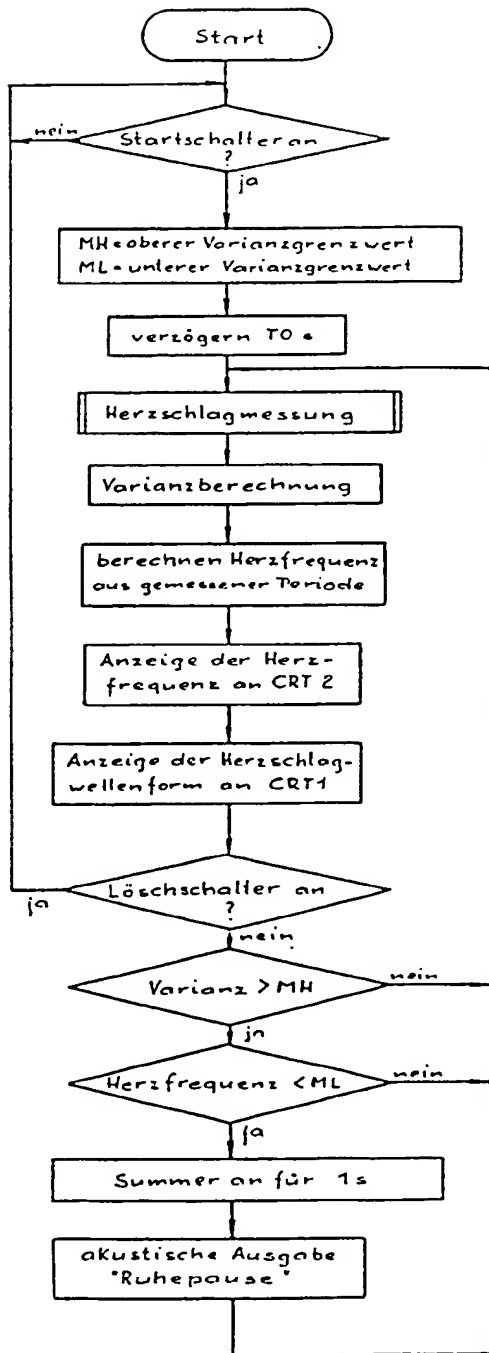 Start
nein
Startschalter an
?
ja
MH=oberer Varianzgrenzwert
ML=unterer Varianzgrenzwert
verzögern TO s
Herzschlagmessung
Varianzberechnung
berechnen Herzfrequenz
aus gemessener Periode
Anzeige der Herz-
frequenz an CRT 2
Anzeige der Herzschlag-
wellenform an CRT1
Löschschalter an
?
ja
nein
Varianz > MH
nein
ja
Herzfrequenz < ML
nein
ja
Summer an für 1s
akustische Ausgabe
"Ruhepause"